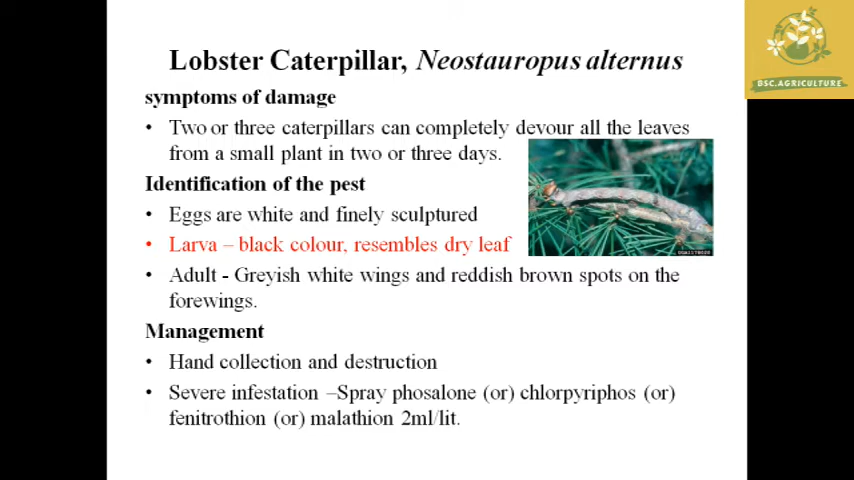 BSC.AGRICULTURE
Lobster Caterpillar, Neostauropus alternus
symptoms of damage
• Two or three caterpillars can completely devour all the leaves
from a small plant in two or three days.
Identification of the pest
• Eggs are white and finely sculptured
• Larva – black colour, resembles dry leaf
• Adult - Greyish white wings and reddish brown spots on the
forewings.
Management
• Hand collection and destruction
• Severe infestation –Spray phosalone (or) chlorpyriphos (or)
fenitrothion (or) malathion 2ml/lit.